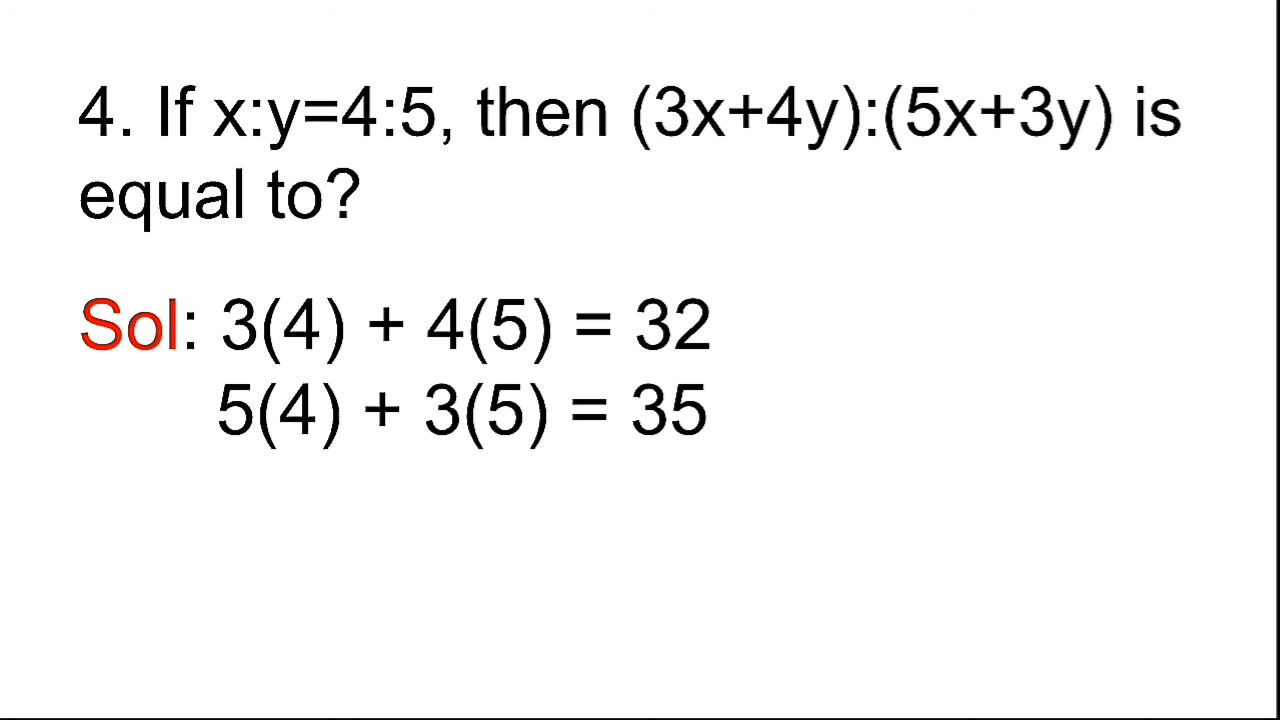 4. If x:y=4:5, then (3x+4y):(5x+3y) is
equal to?
Sol: 3(4) + 4(5) = 32
5(4) + 3(5) = 35